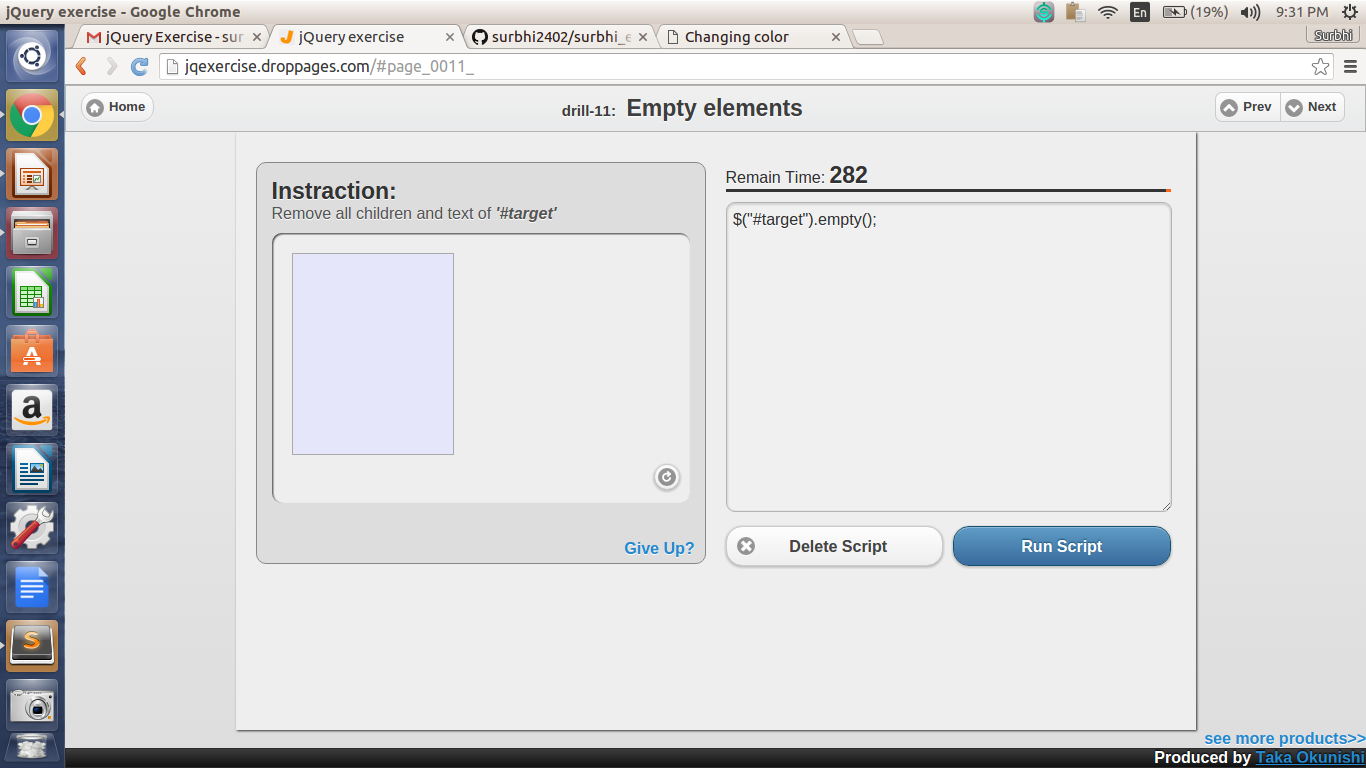 jQuery exercise - Google Chrome
En
(19%)
9:31 PM
jQuery Exercise - sur
jQuery exercise
surbhi2402/surbhi_e
Changing color
Surbhi
jqexercise.droppages.com/#page_0011_
Home
drill-11: Empty elements
Prev
Next
Instraction:
Remove all children and text of '#target'
Give Up?
Remain Time: 282
$("#target").empty();
Delete Script
Run Script
see more products>>
Produced by Taka Okunishi